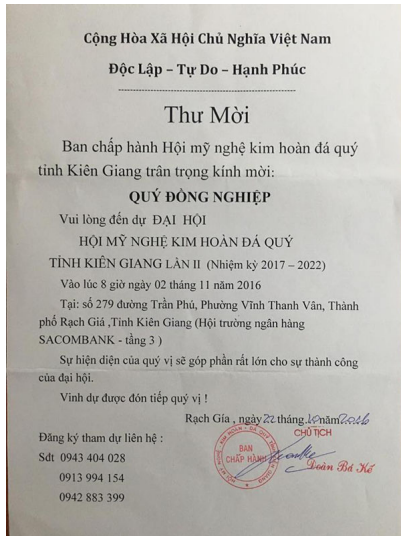 Cộng Hòa Xã Hội Chủ Nghĩa Việt Nam
Độc Lập – Tự Do – Hạnh Phúc
Thư Mời
Ban chấp hành Hội mỹ nghệ kim hoàn đá quý
tỉnh Kiên Giang trân trọng kính mời:
QUÝ ĐỒNG NGHIỆP
Vui lòng đến dự ĐẠI HỘI
HỘI MỸ NGHỆ KIM HOÀN ĐÁ QUÝ
TỈNH KIÊN GIANG LẦN II (Nhiệm kỳ 2017 – 2022)
Vào lúc 8 giờ ngày 02 tháng 11 năm 2016
Tại: số 279 đường Trần Phú, Phường Vĩnh Thanh Vân, Thành
phố Rạch Giá ,Tỉnh Kiên Giang (Hội trường ngân hàng
SACOMBANK - tầng 3 )
Sự hiện diện của quý vị sẽ góp phần rất lớn cho sự thành công
của đại hội.
Vinh dự được đón tiếp quý vị !
Rạch Gía , ngày 22 tháng 10 năm 2016
CHỦ TỊCH
BAN
CHẤP HÀNH
Đoàn Bá Kế
Đăng ký tham dự liên hệ :
Sdt 0943 404 028
0913 994 154
0942 883 399